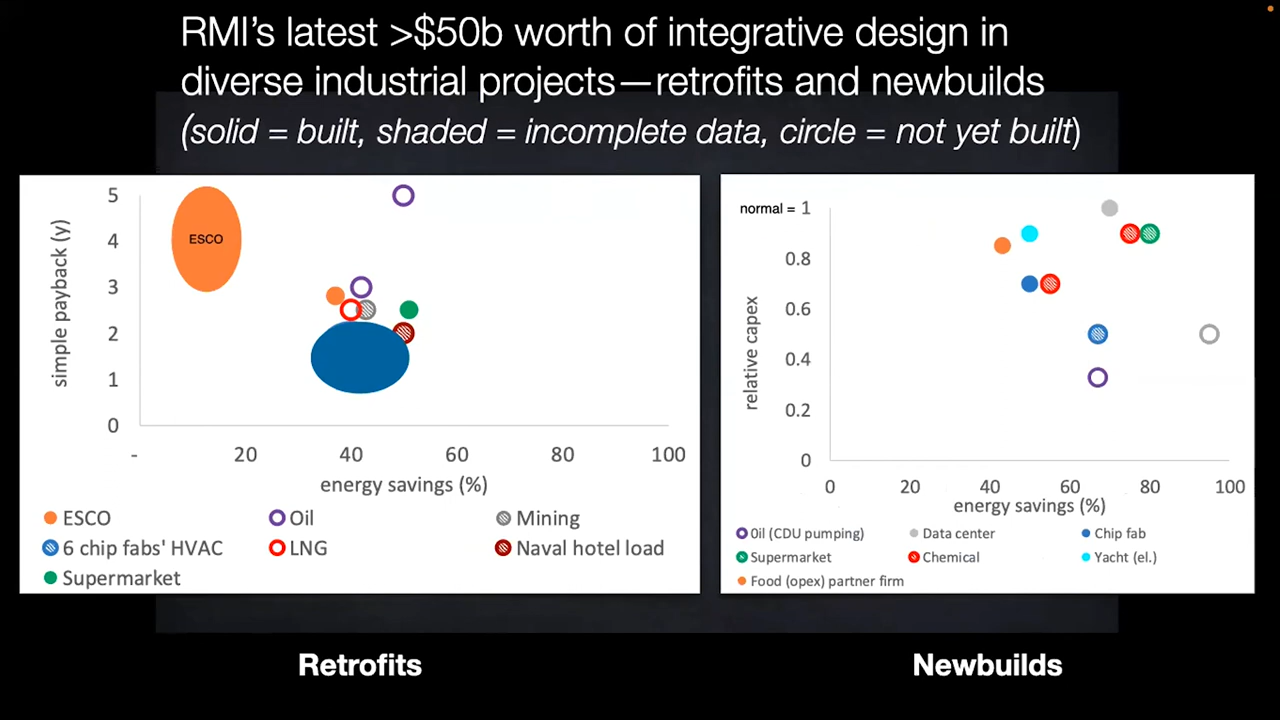 RMI’s latest >$50b worth of integrative design in
diverse industrial projects—retrofits and newbuilds
(solid = built, shaded = incomplete data, circle = not yet built)
5
4
3
2
1
0
simple payback (y)
ESCO
- 20 40 60 80 100
energy savings (%)
ESCO Oil Mining
6 chip fabs' HVAC LNG Naval hotel load
Supermarket
normal = 1
0.8
0.6
0.4
0.2
0
relative capex
0 20 40 60 80 100
energy savings (%)
Oil (CDU pumping) Data center Chip fab
Supermarket Chemical Yacht (el.)
Food (opex) partner firm
Retrofits Newbuilds